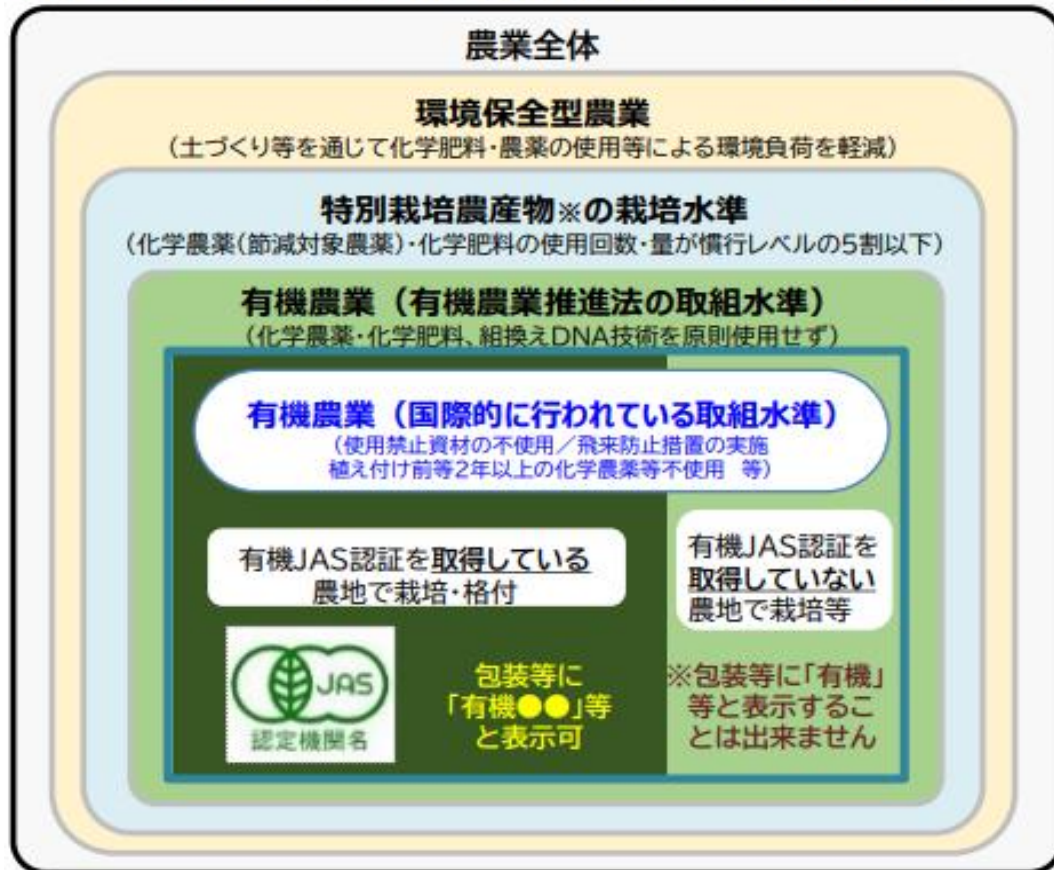 農業全体
環境保全型農業
（土づくり等を通じて化学肥料・農薬の使用等による環境負荷を軽減）
特別栽培農産物※の栽培水準
（化学農薬（節減対象農薬）・化学肥料の使用回数・量が慣行レベルの5割以下）
有機農業（有機農業推進法の取組水準）
（化学農薬・化学肥料、組換えDNA技術を原則使用せず）
有機農業（国際的に行われている取組水準）
（使用禁止資材の不使用／飛来防止措置の実施
植え付け前等2年以上の化学農薬等不使用　等）
有機JAS認証を取得している
農地で栽培・格付
有機JAS認証を
取得していない
農地で栽培等
JAS
認定機関名
包装等に
「有機●●」等
と表示可
※包装等に「有機」
等と表示するこ
とは出来ません